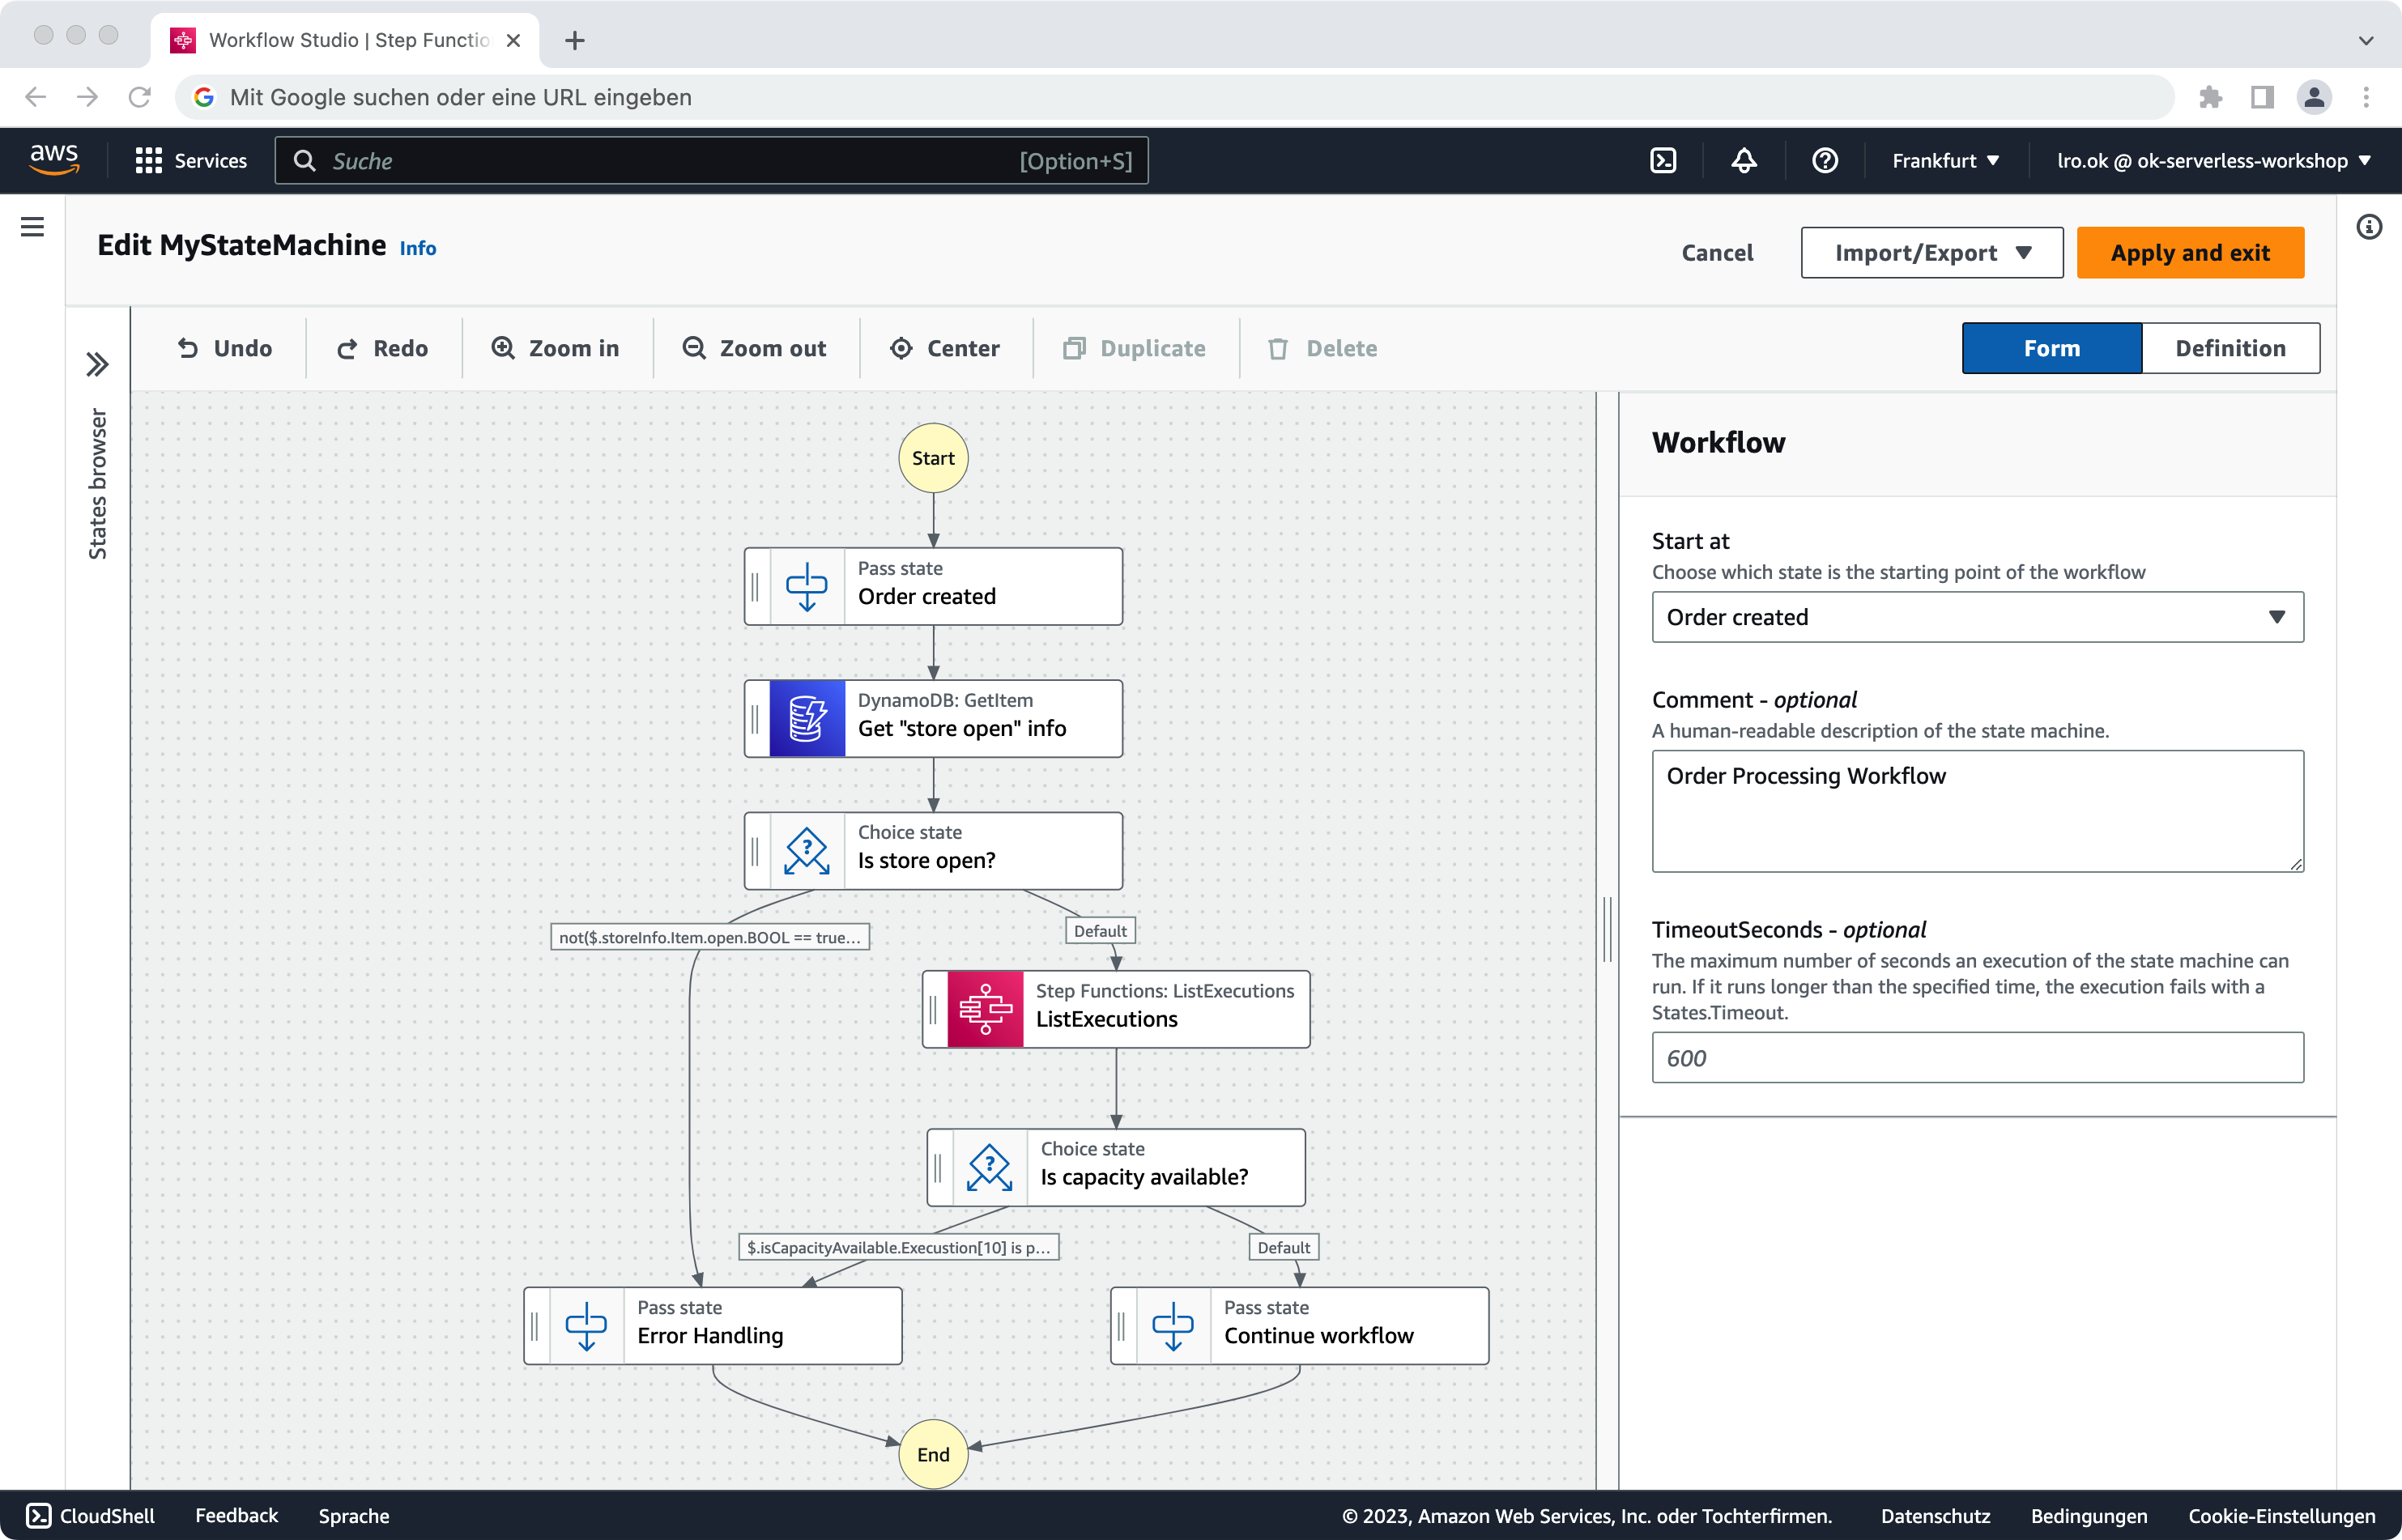 Workflow Studio | Step Functio
Mit Google suchen oder eine URL eingeben
aws
Services
Suche
[Option+S]
Frankfurt
lro.ok @ ok-serverless-workshop
Edit MyStateMachine
Info
Cancel
Import/Export
Apply and exit
Undo
Redo
Zoom in
Zoom out
Center
Duplicate
Delete
Form
Definition
States browser
Start
Pass state
Order created
DynamoDB: GetItem
Get "store open" info
Choice state
Is store open?
not($.storeInfo.Item.open.BOOL == true...
Default
Step Functions: ListExecutions
ListExecutions
Choice state
Is capacity available?
$.isCapacityAvailable.Execustion[10] is p...
Default
Pass state
Error Handling
Pass state
Continue workflow
End
Workflow
Start at
Choose which state is the starting point of the workflow
Order created
Comment - optional
A human-readable description of the state machine.
Order Processing Workflow
TimeoutSeconds - optional
The maximum number of seconds an execution of the state machine can
run. If it runs longer than the specified time, the execution fails with a
States.Timeout.
600
CloudShell
Feedback
Sprache
© 2023, Amazon Web Services, Inc. oder Tochterfirmen.
Datenschutz
Bedingungen
Cookie-Einstellungen